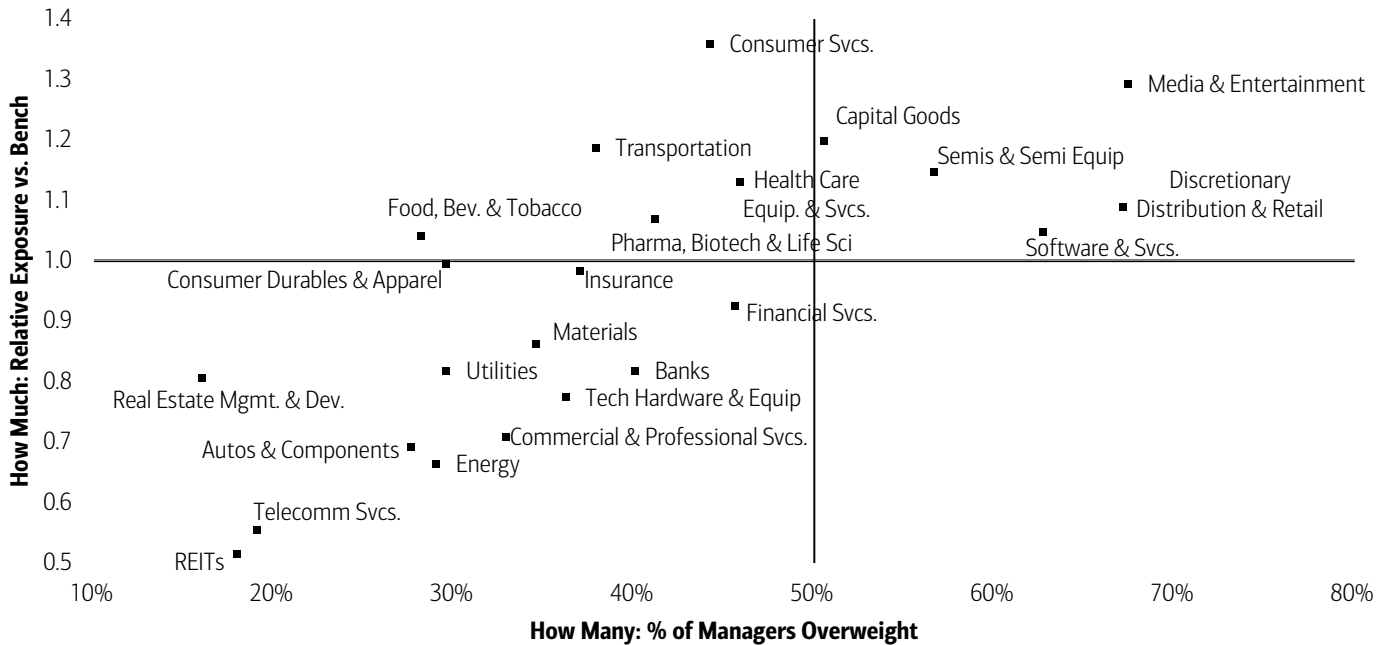 1.4
Consumer Svcs.
1.3
Media & Entertainment
Capital Goods
1.2
Transportation
Semis & Semi Equip
Health Care
Equip. & Svcs.
Discretionary
Distribution & Retail
1.1
Food, Bev. & Tobacco
Pharma, Biotech & Life Sci
Software & Svcs.
1.0
Consumer Durables & Apparel
Insurance
0.9
Financial Svcs.
Materials
Utilities
Banks
0.8
Real Estate Mgmt. & Dev.
Tech Hardware & Equip
0.7
Commercial & Professional Svcs.
Autos & Components
Energy
0.6
Telecomm Svcs.
0.5
REITs
How Much: Relative Exposure vs. Bench
10%
20%
30%
40%
50%
60%
70%
80%
How Many: % of Managers Overweight